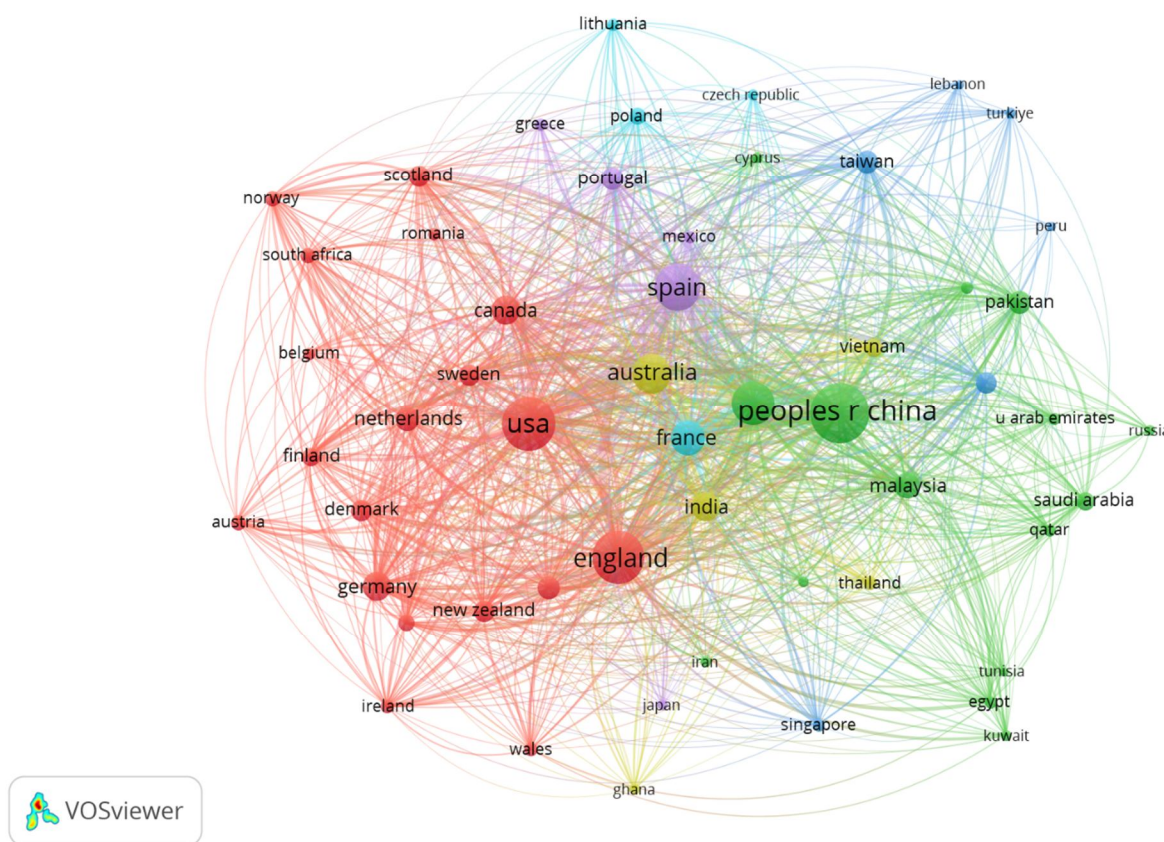 lithuania
czech republic
lebanon
turkiye
greece
poland
cyprus
taiwan
scotland
portugal
norway
romania
mexico
peru
south africa
spain
canada
pakistan
belgium
vietnam
sweden
australia
usa
netherlands
peoples r china
u arab emirates
russia
france
finland
malaysia
saudi arabia
denmark
india
austria
qatar
england
germany
thailand
new zealand
iran
tunisia
ireland
japan
egypt
singapore
kuwait
wales
ghana
VOSviewer